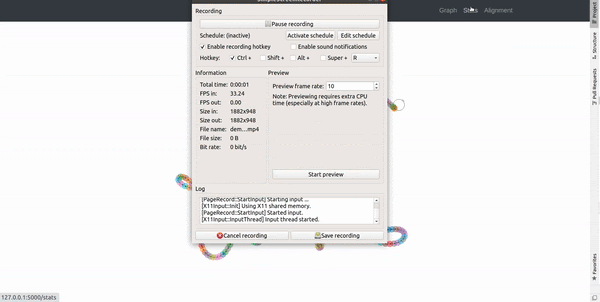 Graph Stats Alignment
Recording
Pause recording
Schedule: (inactive) Activate schedule Edit schedule
Enable recording hotkey Enable sound notifications
Hotkey: Ctrl + Shift + Alt + Super + R
Information Preview
Total time: 0:00:01 Preview frame rate: 10
FPS in: 33.24
Note: Previewing requires extra CPU
time (especially at high frame rates).
FPS out: 0.00
Size in: 1882x948
Size out: 1882x948
File name: dem...mp4
File size: 0 B
Bit rate: 0 bit/s
Start preview
Log
[PageRecord::StartInput] Starting input ...
[X11Input::Init] Using X11 shared memory.
[PageRecord::StartInput] Started input.
[X11Input::InputThread] Input thread started.
Cancel recording Save recording
127.0.0.1:5000/stats
Project
Structure
Pull Requests
Favorites